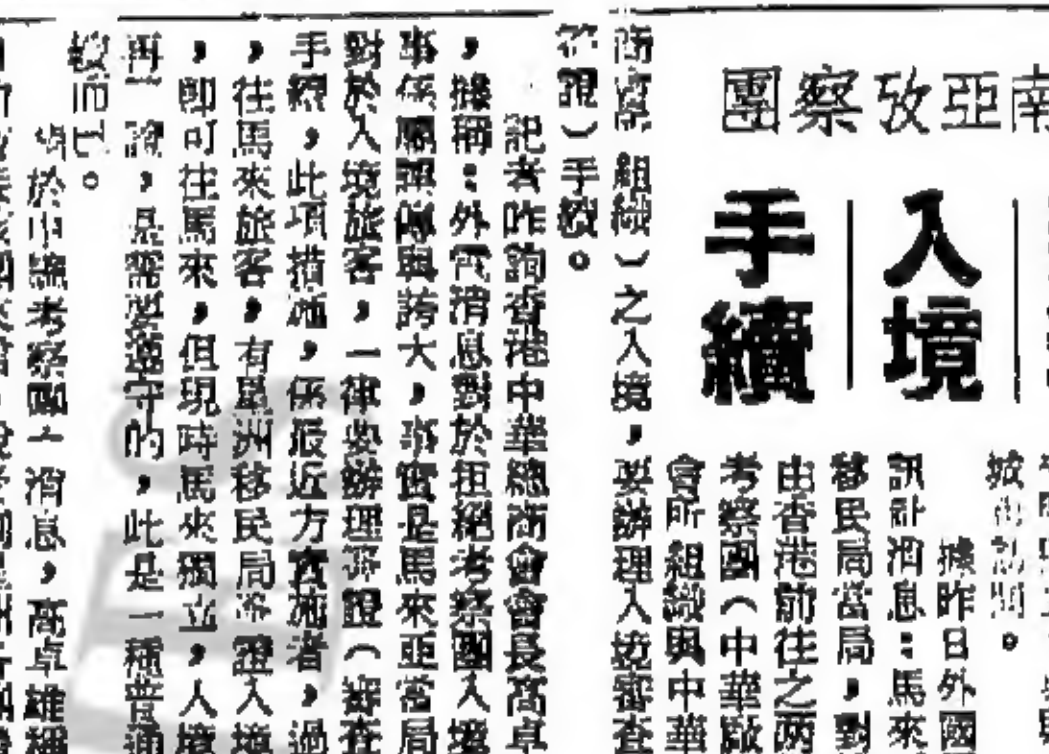 南亞攷察團
入境
手續
城山訪問。
據昨日外國
訊社消息：馬來
移民局當局，對
由香港前往之兩
考察團（中華廠
會所組織與中華
商會組織）之入境，要辦理入境審查
簽證）手續。
記者昨詢香港中華總商會會長高卓
，據稱：外電消息對於拒絕考察團入境
事係屬誤傳與誇大，事實是馬來亞當局
對於入境旅客，一律要辦理簽證（審查
手續，此項措施，係最近方實施者，過
，往馬來旅客，有星洲移民局簽證入境
，即可往馬來，但現時馬來獨立，入境
再簽證，是需要遵守的，此是一種普通
續而已。
於中總考察團一消息，高卓雄稱